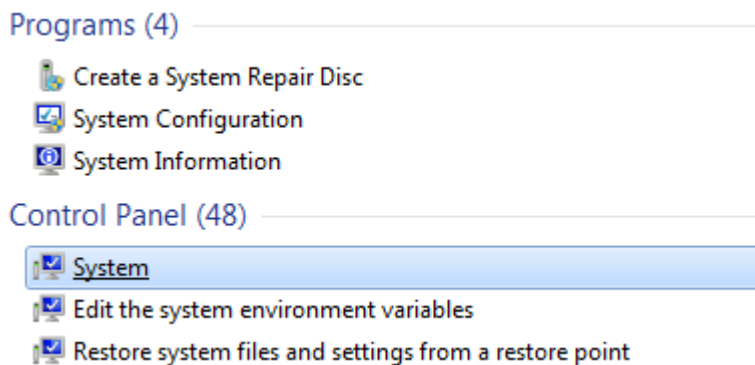 Programs (4)
Create a System Repair Disc
System Configuration
System Information
Control Panel (48)
System
Edit the system environment variables
Restore system files and settings from a restore point